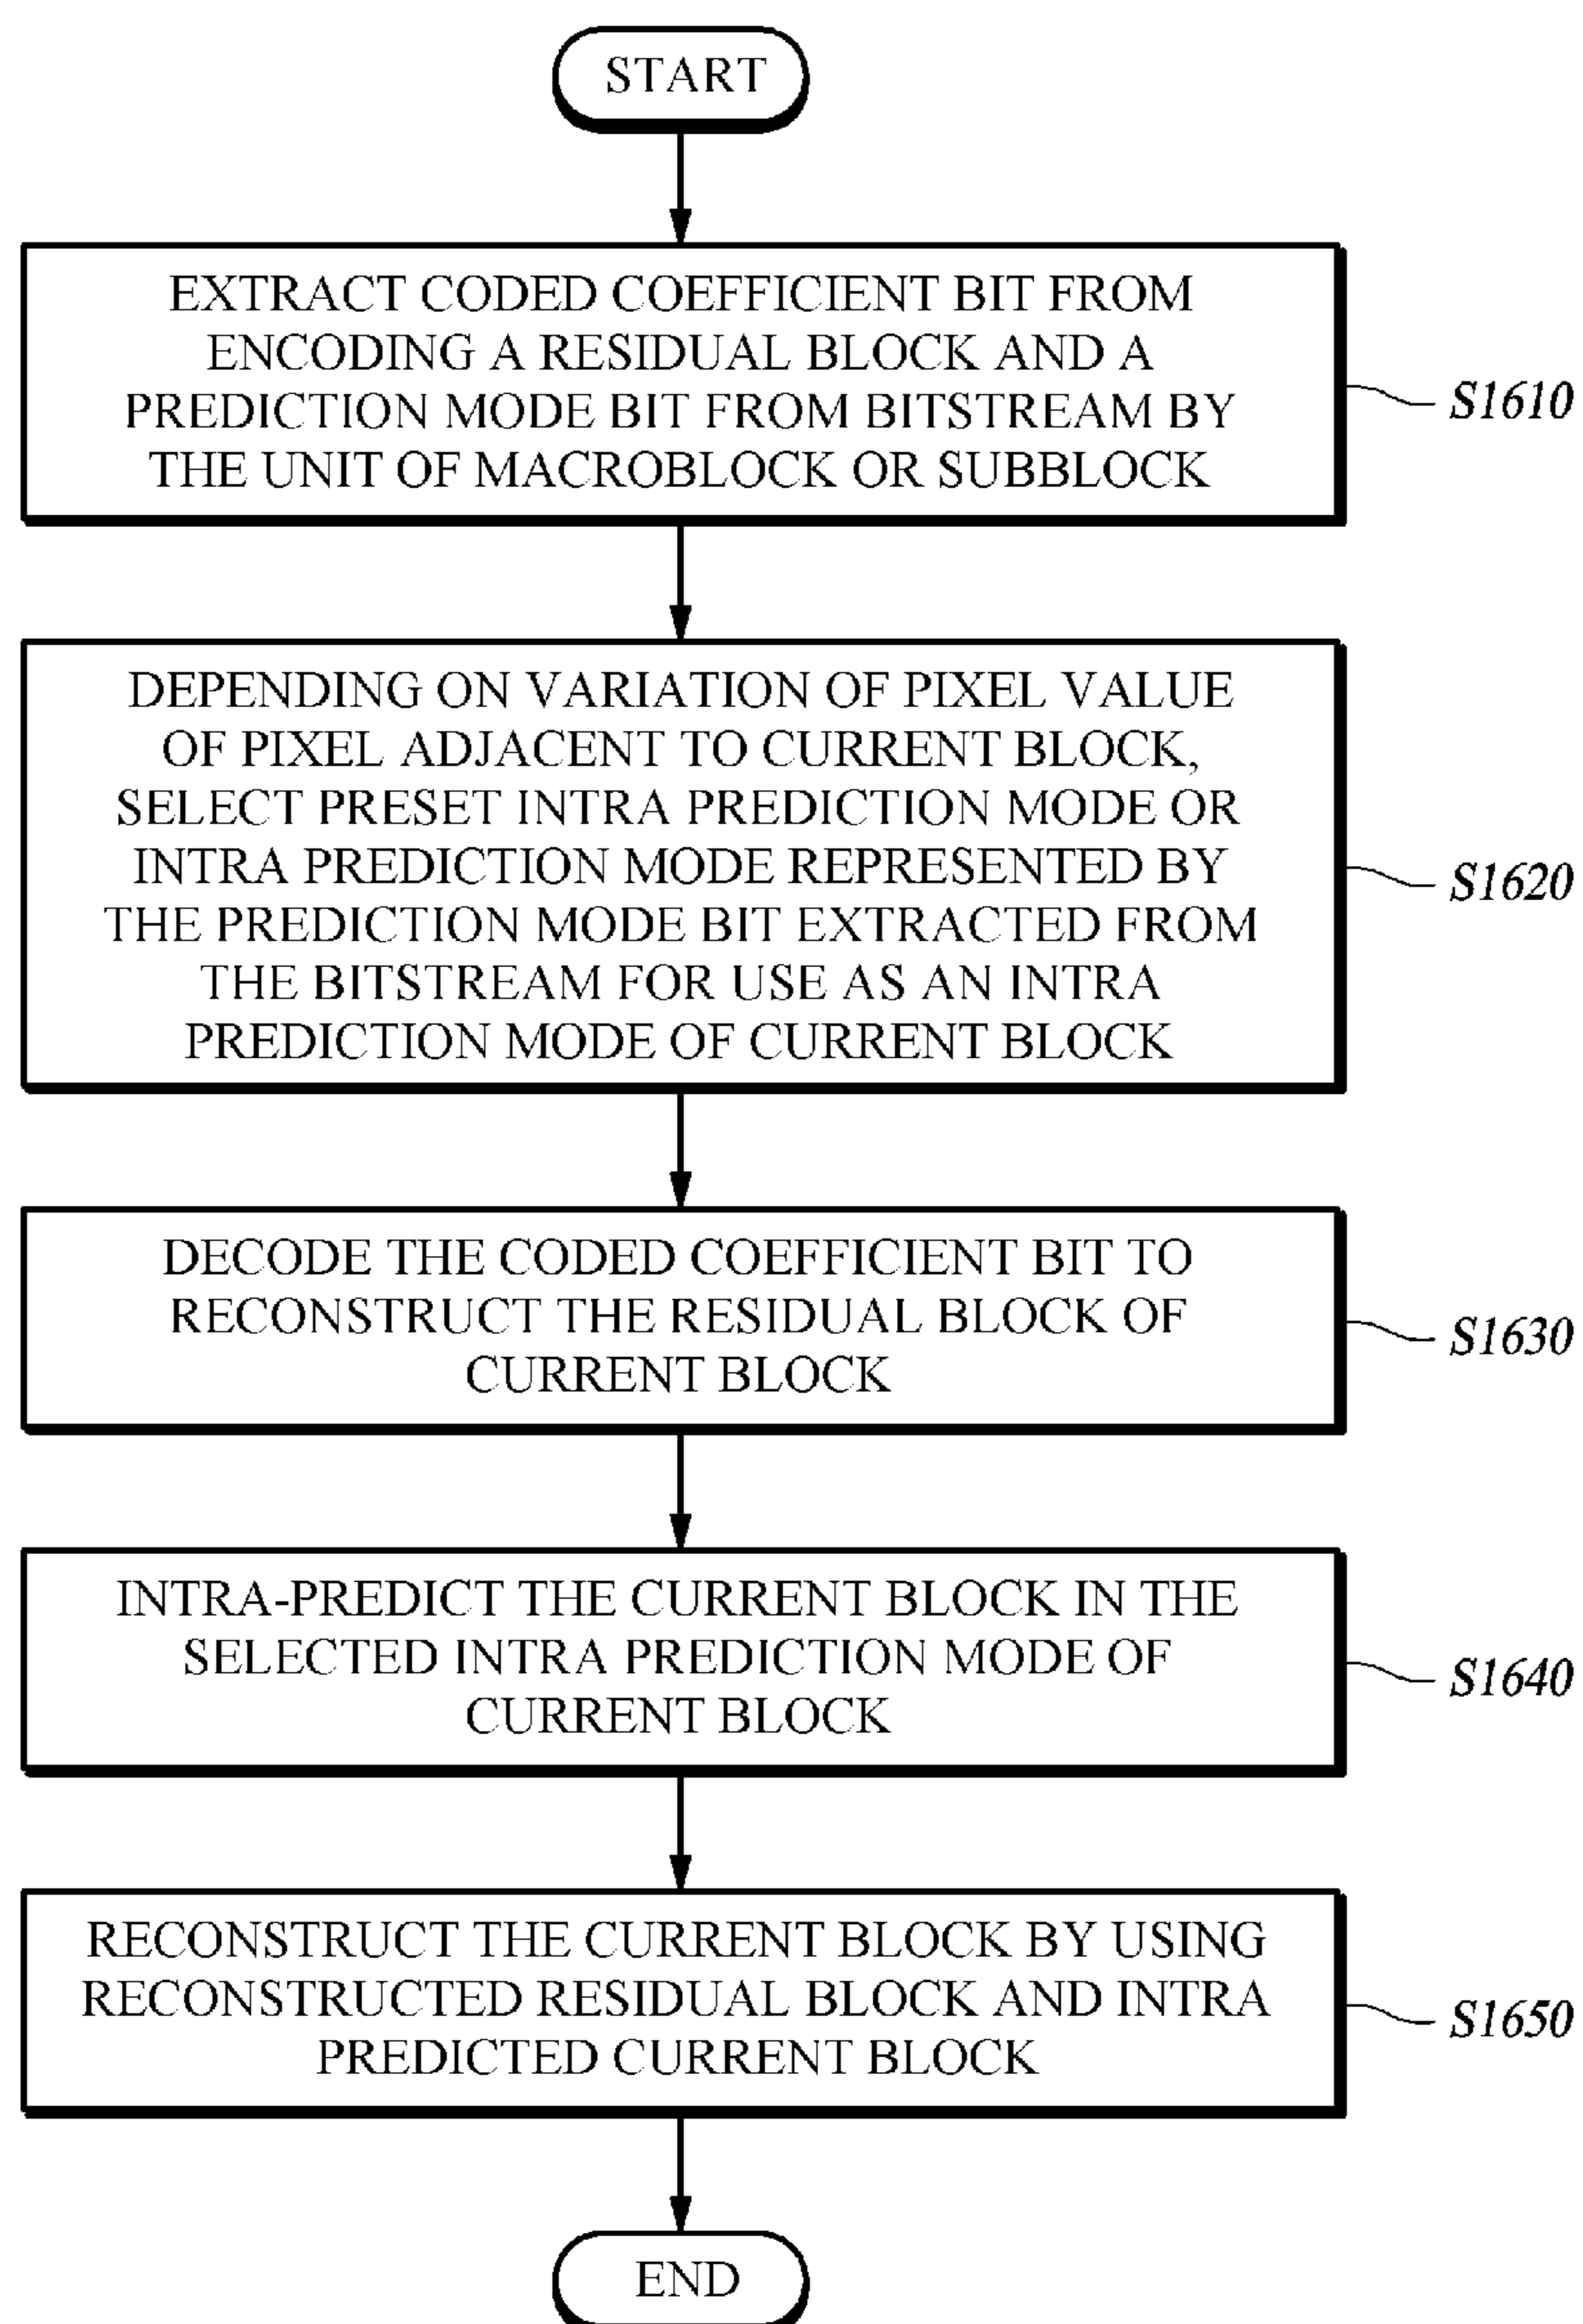 START
EXTRACT CODED COEFFICIENT BIT FROM
ENCODING A RESIDUAL BLOCK AND A
PREDICTION MODE BIT FROM BITSTREAM BY
THE UNIT OF MACROBLOCK OR SUBBLOCK
S1610
DEPENDING ON VARIATION OF PIXEL VALUE
OF PIXEL ADJACENT TO CURRENT BLOCK,
SELECT PRESET INTRA PREDICTION MODE OR
INTRA PREDICTION MODE REPRESENTED BY
THE PREDICTION MODE BIT EXTRACTED FROM
THE BITSTREAM FOR USE AS AN INTRA
PREDICTION MODE OF CURRENT BLOCK
S1620
DECODE THE CODED COEFFICIENT BIT TO
RECONSTRUCT THE RESIDUAL BLOCK OF
CURRENT BLOCK
S1630
INTRA-PREDICT THE CURRENT BLOCK IN THE
SELECTED INTRA PREDICTION MODE OF
CURRENT BLOCK
S1640
RECONSTRUCT THE CURRENT BLOCK BY USING
RECONSTRUCTED RESIDUAL BLOCK AND INTRA
PREDICTED CURRENT BLOCK
S1650
END